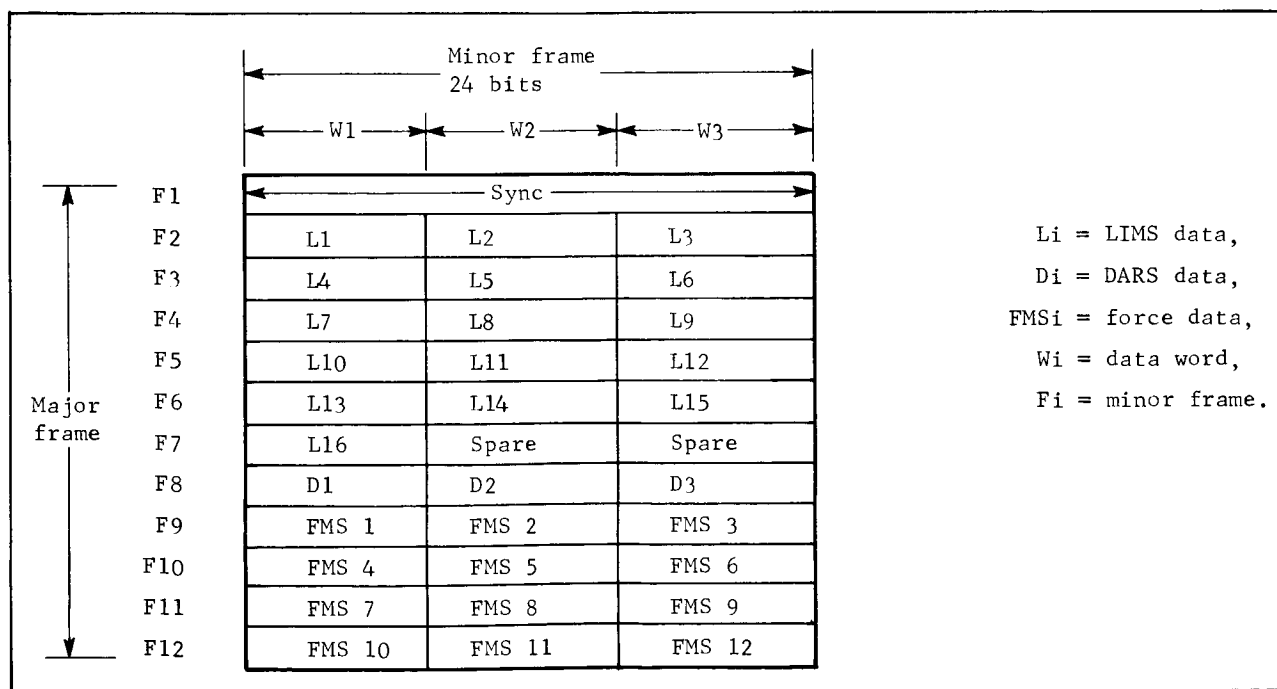 Minor frame
24 bits
W1 W2 W3
F1 Sync
F2 L1 L2 L3 Li = LIMS data,
F3 L4 L5 L6 Di = DARS data,
F4 L7 L8 L9 FMSi = force data,
F5 L10 L11 L12 Wi = data word,
F6 L13 L14 L15 Fi = minor frame.
Major
frame
F7 L16 Spare Spare
F8 D1 D2 D3
F9 FMS 1 FMS 2 FMS 3
F10 FMS 4 FMS 5 FMS 6
F11 FMS 7 FMS 8 FMS 9
F12 FMS 10 FMS 11 FMS 12